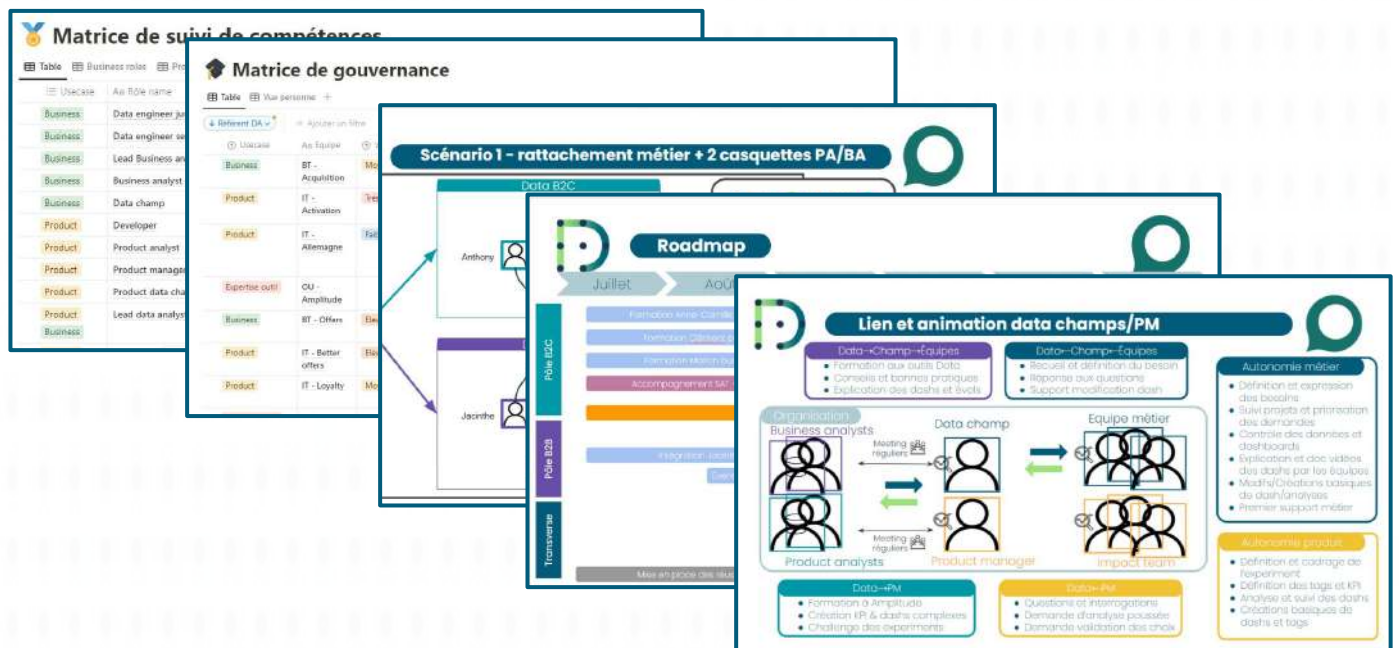 Matrice de suivi de compétences
Table
Business roles
Usecase
Aa Rôle name
Business
Data engineer
Business
Data engineer
Business
Lead Business
Business
Business analyst
Business
Data champ
Product
Developer
Product
Product analyst
Product
Product manage
Product
Product data cha
Product
Business
Lead data analys
Matrice de gouvernance
Table
Vue personne
Référent DA
Ajouter un filtre
Usecase
Aa Equipe
Business
BT -
Acquisition
Product
IT -
Activation
Product
IT -
Allemagne
Expertise outil
OU -
Amplitude
Business
BT - Offers
Product
IT - Better
offers
Product
IT - Loyalty
Scénario 1 - rattachement métier + 2 casquettes PA/BA
Data B2C
Anthony
Jacinthe
Roadmap
Juillet
Août
Pôle B2C
Pôle B2B
Transverse
Lien et animation data champs/PM
Data→Champ→Équipes
• Formation aux outils Data
• Conseils et bonnes pratiques
• Explication des dashs et évols
Data←Champ←Équipes
• Recueil et définition du besoin
• Réponse aux questions
• Support modification dash
Autonomie métier
• Définition et expression
des besoins
• Suivi projets et priorisation
des demandes
• Contrôle des données et
dashboards
• Explication et doc vidéos
des dashs par les équipes
• Modifs/Créations basiques
de dash/analyses
• Premier support métier
Organisation
Business analysts
Data champ
Equipe métier
Meeting
réguliers
Meeting
réguliers
Product analysts
Product manager
Impact team
Data→PM
• Formation à Amplitude
• Création KPI & dashs complexes
• Challenge des experiments
Data←PM
• Questions et interrogations
• Demande d'analyse poussée
• Demande validation des choix
Autonomie produit
• Définition et cadrage de
l'experiment
• Définition des tags et KPI
• Analyse et suivi des dashs
• Créations basiques de
dashs et tags